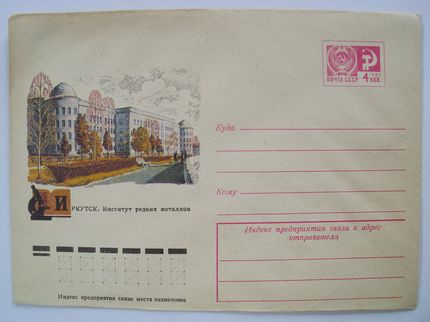 ПОЧТА СССР 4 КОП.
Куда
Кому
ИРКУТСК. Институт редких металлов
Индекс предприятия связи и адрес
отправителя
Индекс предприятия связи места назначения